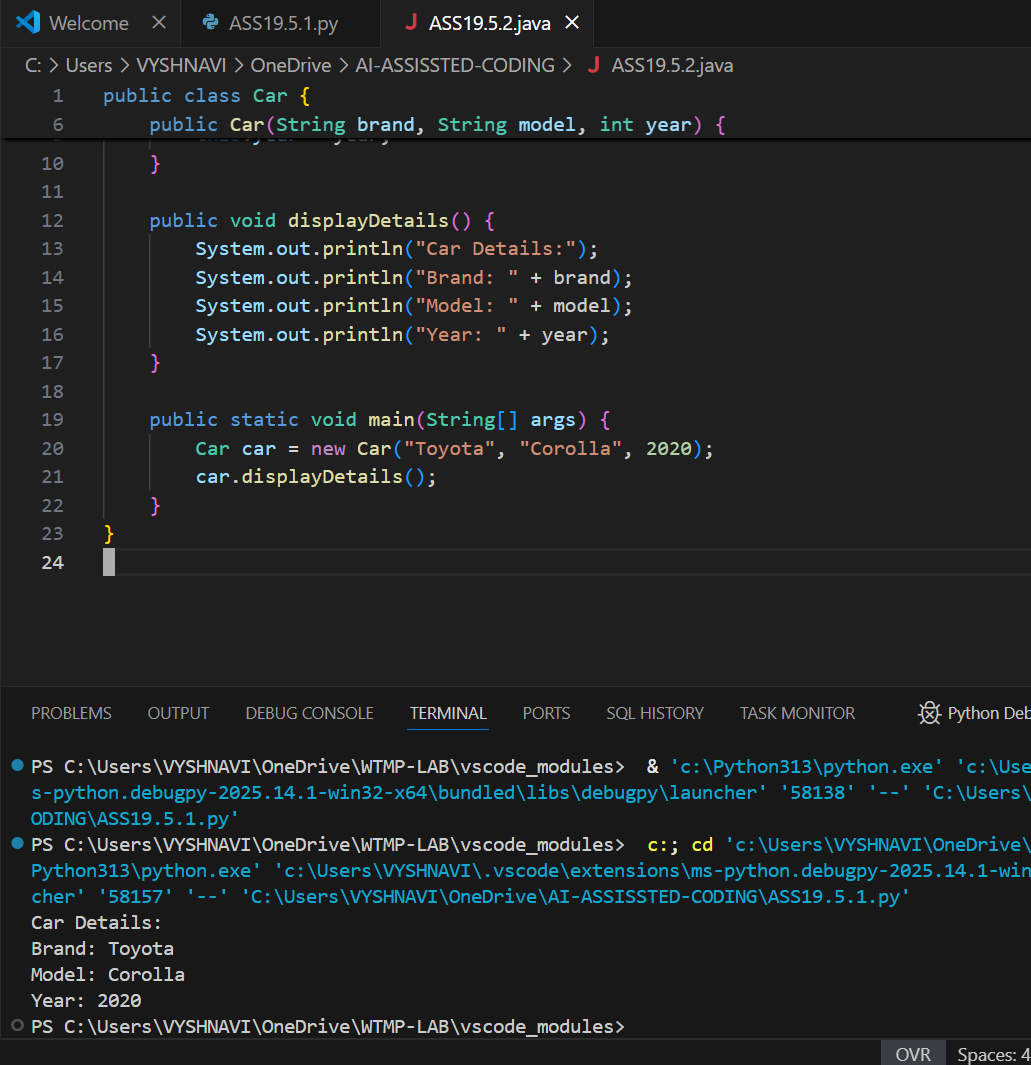 Welcome
ASS19.5.1.py
J ASS19.5.2.java
C: > Users > VYSHNAVI > OneDrive > AI-ASSISSTED-CODING > J ASS19.5.2.java
1 public class Car {
6 public Car(String brand, String model, int year) {
10 }
11
12 public void displayDetails() {
13 System.out.println("Car Details:");
14 System.out.println("Brand: " + brand);
15 System.out.println("Model: " + model);
16 System.out.println("Year: " + year);
17 }
18
19 public static void main(String[] args) {
20 Car car = new Car("Toyota", "Corolla", 2020);
21 car.displayDetails();
22 }
23 }
24
PROBLEMS OUTPUT DEBUG CONSOLE TERMINAL PORTS SQL HISTORY TASK MONITOR Python Deb
PS C:\Users\VYSHNAVI\OneDrive\WTMP-LAB\vscode_modules> & 'c:\Python313\python.exe' 'c:\Use
s-python.debugpy-2025.14.1-win32-x64\bundled\libs\debugpy\launcher' '58138' '--' 'C:\Users\
ODING\ASS19.5.1.py'
PS C:\Users\VYSHNAVI\OneDrive\WTMP-LAB\vscode_modules> c:; cd 'c:\Users\VYSHNAVI\OneDrive\
Python313\python.exe' 'c:\Users\VYSHNAVI\.vscode\extensions\ms-python.debugpy-2025.14.1-win
cher' '58157' '--' 'C:\Users\VYSHNAVI\OneDrive\AI-ASSISSTED-CODING\ASS19.5.1.py'
Car Details:
Brand: Toyota
Model: Corolla
Year: 2020
PS C:\Users\VYSHNAVI\OneDrive\WTMP-LAB\vscode_modules>
OVR Spaces: 4